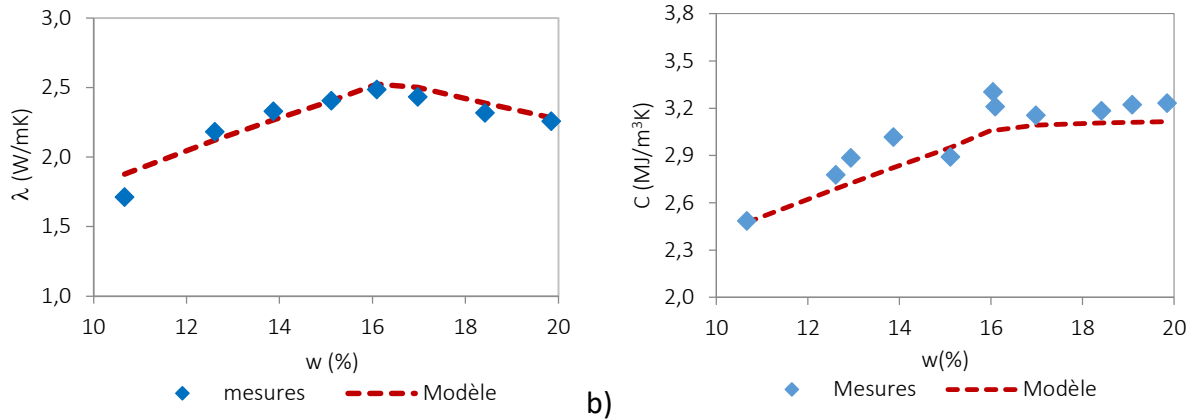 3,0
2,5
2,0
1,5
1,0
λ (W/mK)
10 12 14 16 18 20
w (%)
mesures Modèle
b)
3,8
3,5
3,2
2,9
2,6
2,3
2,0
C (MJ/m³K)
10 12 14 16 18 20
w(%)
Mesures Modèle